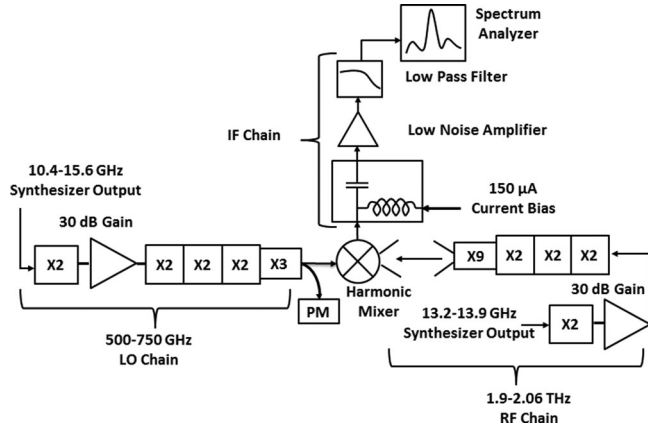 Spectrum
Analyzer
Low Pass Filter
IF Chain
Low Noise Amplifier
10.4-15.6 GHz
Synthesizer Output
150 µA
Current Bias
30 dB Gain
X2
X2
X2
X2
X3
X9
X2
X2
X2
PM
Harmonic
Mixer
30 dB Gain
13.2-13.9 GHz
Synthesizer Output
X2
500-750 GHz
LO Chain
1.9-2.06 THz
RF Chain